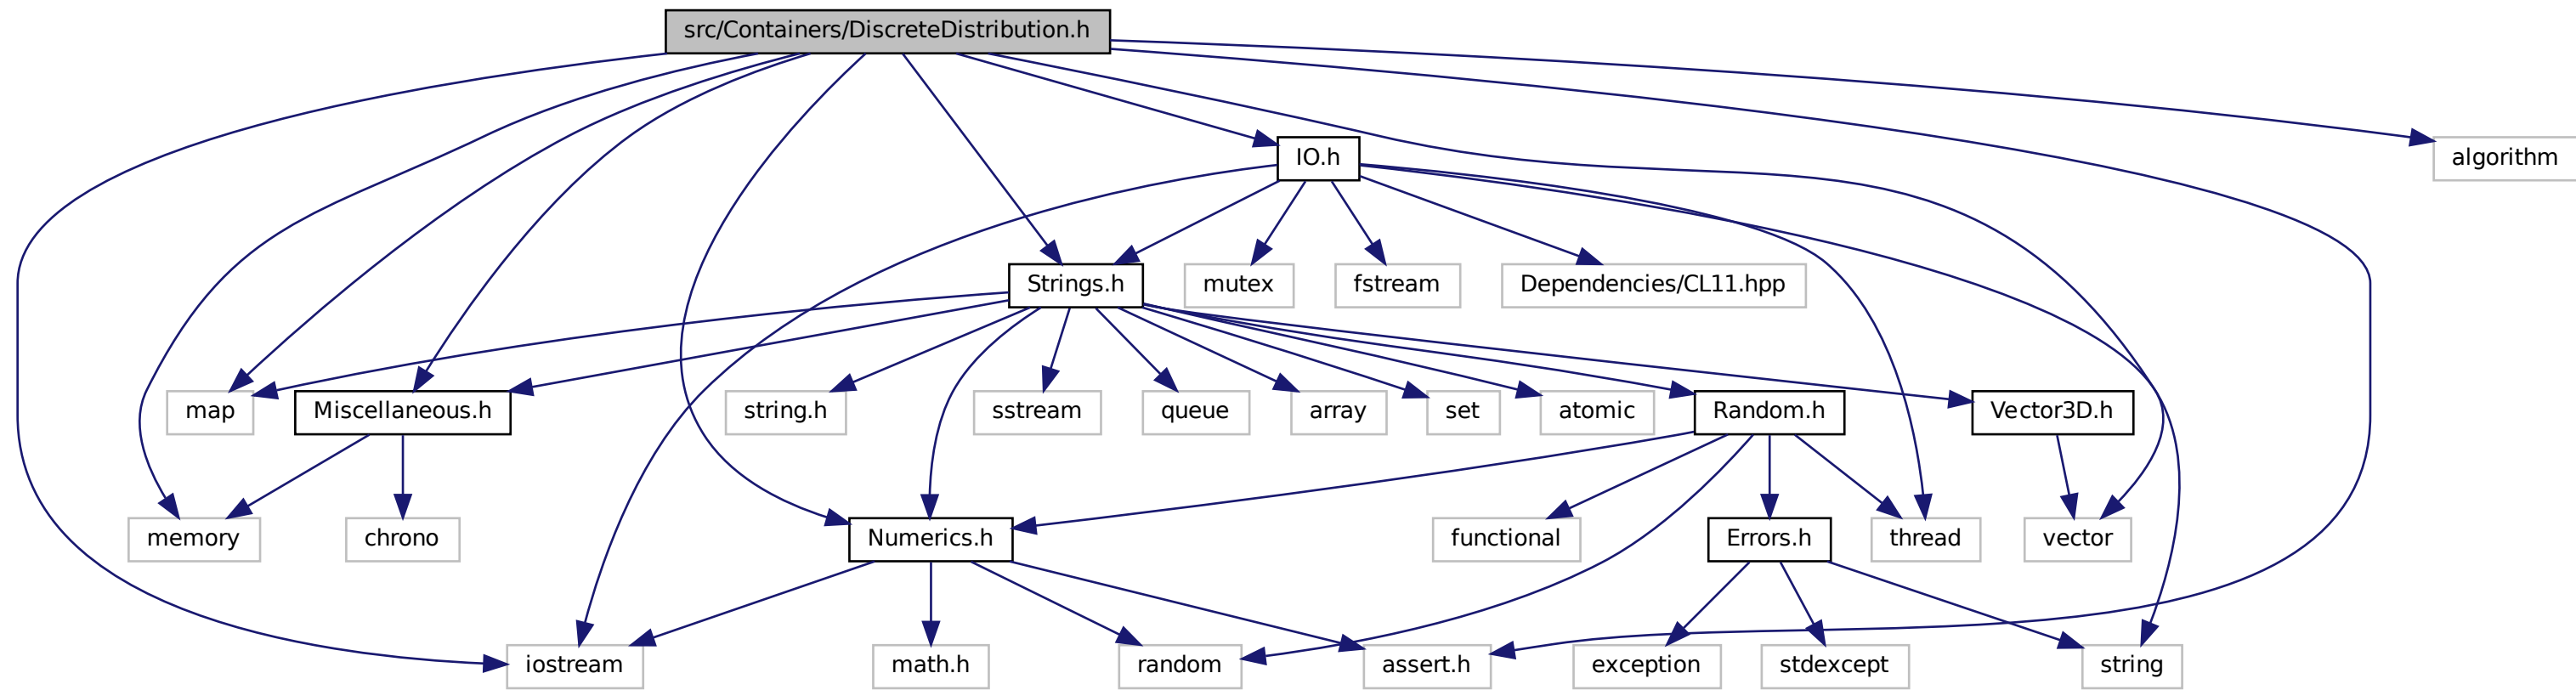 src/Containers/DiscreteDistribution.h
IO.h
algorithm
Strings.h
mutex
fstream
Dependencies/CL11.hpp
map
Miscellaneous.h
string.h
sstream
queue
array
set
atomic
Random.h
Vector3D.h
memory
chrono
Numerics.h
functional
Errors.h
thread
vector
iostream
math.h
random
assert.h
exception
stdexcept
string